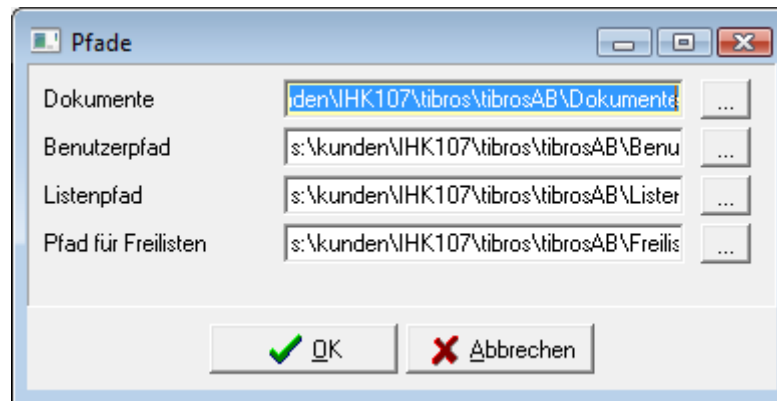 Pfade
Dokumente den\IHK107\tibros\tibrosAB\Dokumente ...
Benutzerpfad s:\kunden\IHK107\tibros\tibrosAB\Benu ...
Listenpfad s:\kunden\IHK107\tibros\tibrosAB\Lister ...
Pfad für Freilisten s:\kunden\IHK107\tibros\tibrosAB\Freilis ...
OK Abbrechen